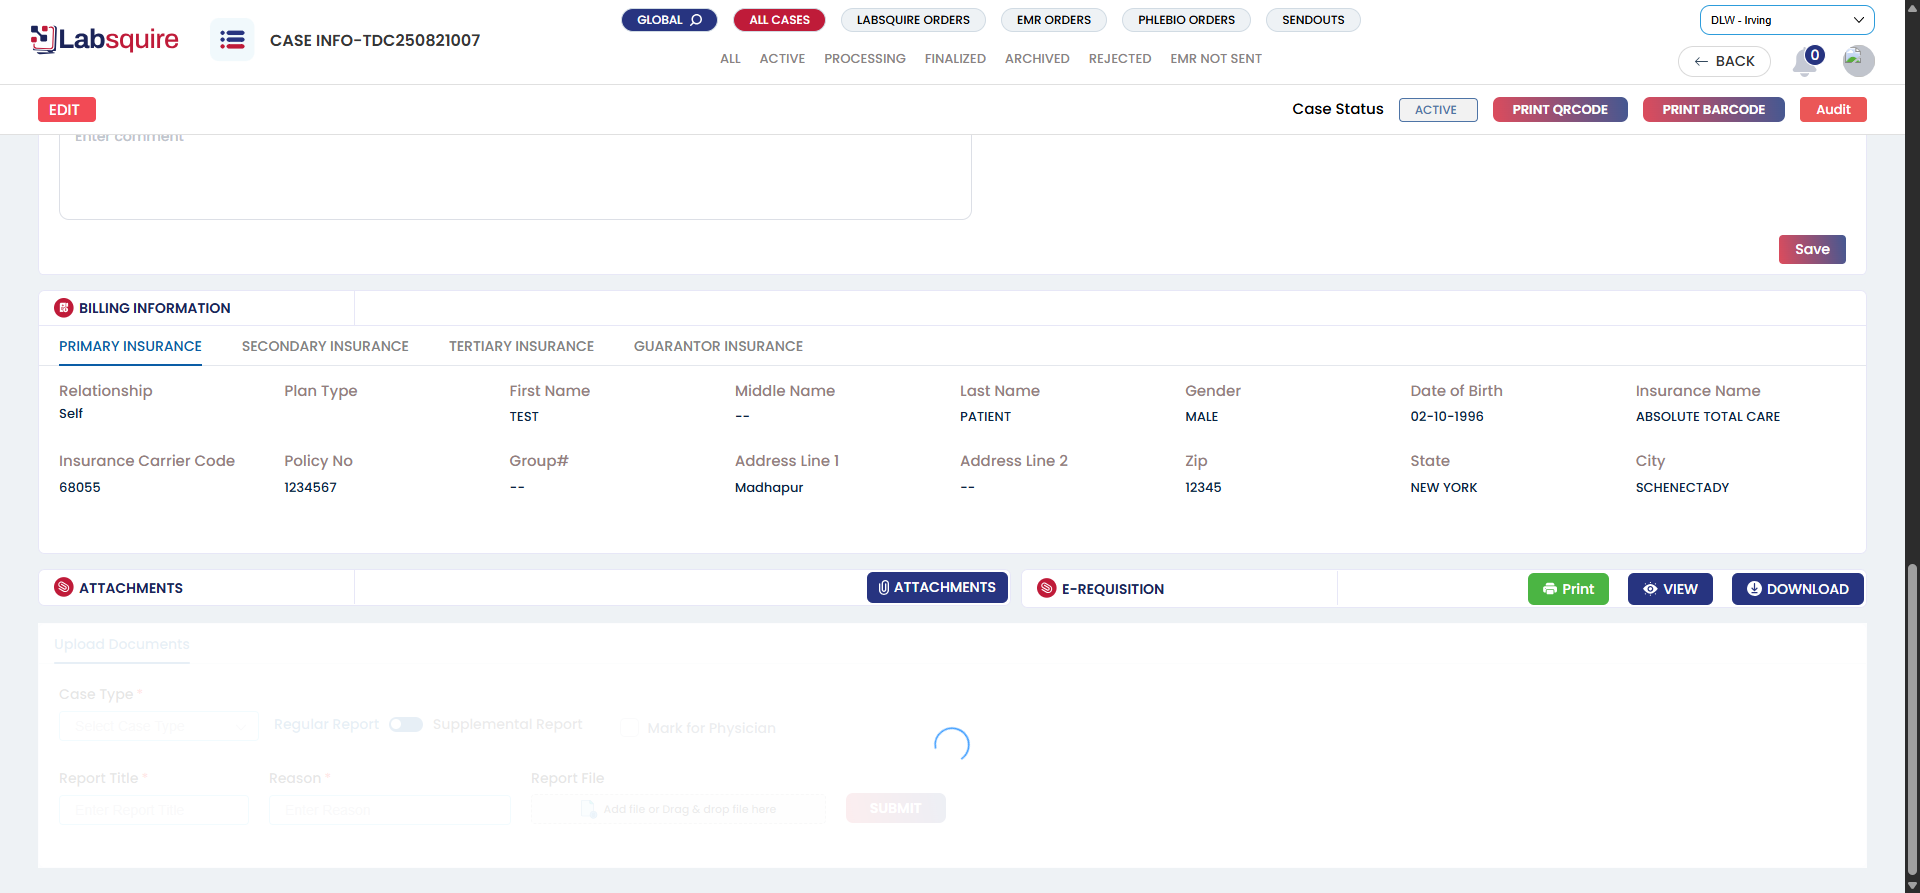 Labsquire
CASE INFO-TDC250821007
GLOBAL
ALL CASES
LABSQUIRE ORDERS
EMR ORDERS
PHLEBIO ORDERS
SENDOUTS
DLW - Irving
ALL
ACTIVE
PROCESSING
FINALIZED
ARCHIVED
REJECTED
EMR NOT SENT
BACK
0
EDIT
Case Status
ACTIVE
PRINT QRCODE
PRINT BARCODE
Audit
Enter comment
Save
BILLING INFORMATION
PRIMARY INSURANCE
SECONDARY INSURANCE
TERTIARY INSURANCE
GUARANTOR INSURANCE
Relationship
Plan Type
First Name
Middle Name
Last Name
Gender
Date of Birth
Insurance Name
Self
TEST
--
PATIENT
MALE
02-10-1996
ABSOLUTE TOTAL CARE
Insurance Carrier Code
Policy No
Group#
Address Line 1
Address Line 2
Zip
State
City
68055
1234567
--
Madhapur
--
12345
NEW YORK
SCHENECTADY
ATTACHMENTS
ATTACHMENTS
E-REQUISITION
Print
VIEW
DOWNLOAD
Upload Documents
Case Type *
Select Case Type
Regular Report
Supplemental Report
Mark for Physician
Report Title *
Reason *
Report File
Enter Report Title
Enter Reason
Add file or Drag & drop file here
SUBMIT